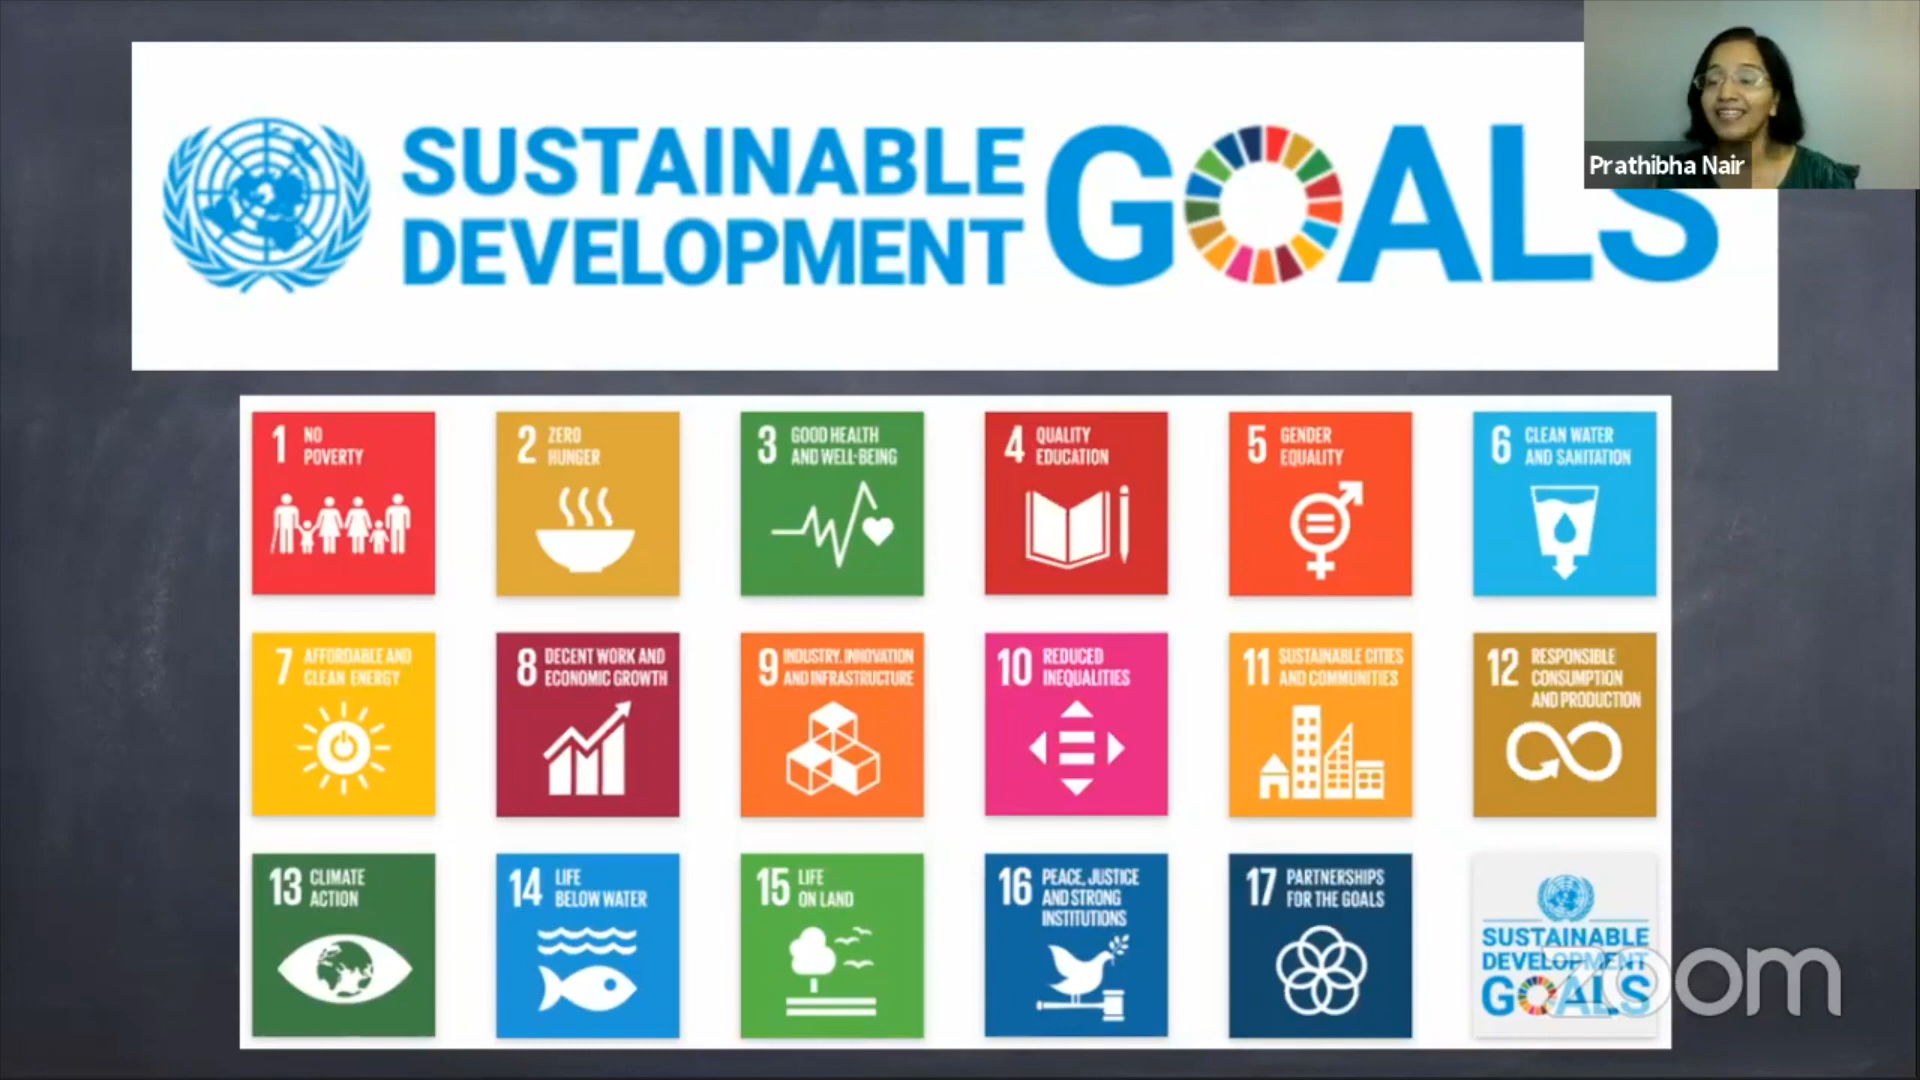 SUSTAINABLE
DEVELOPMENT
GOALS
Prathibha Nair
1 NO
POVERTY
2 ZERO
HUNGER
3 GOOD HEALTH
AND WELL-BEING
4 QUALITY
EDUCATION
5 GENDER
EQUALITY
6 CLEAN WATER
AND SANITATION
7 AFFORDABLE AND
CLEAN ENERGY
8 DECENT WORK AND
ECONOMIC GROWTH
9 INDUSTRY, INNOVATION
AND INFRASTRUCTURE
10 REDUCED
INEQUALITIES
11 SUSTAINABLE CITIES
AND COMMUNITIES
12 RESPONSIBLE
CONSUMPTION
AND PRODUCTION
13 CLIMATE
ACTION
14 LIFE
BELOW WATER
15 LIFE
ON LAND
16 PEACE, JUSTICE
AND STRONG
INSTITUTIONS
17 PARTNERSHIPS
FOR THE GOALS
SUSTAINABLE
DEVELOPMENT
GOALS
zoom